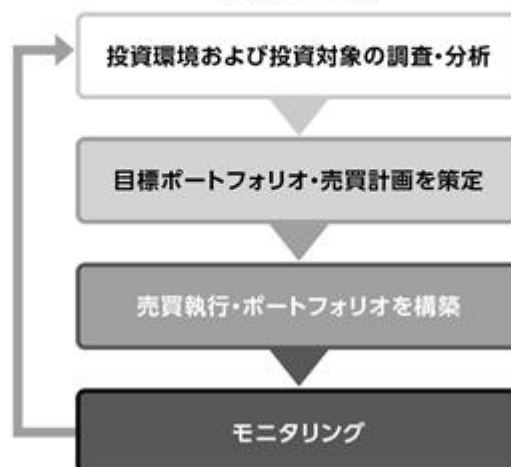 投資環境および投資対象の調査・分析
目標ポートフォリオ・売買計画を策定
売買執行・ポートフォリオを構築
モニタリング